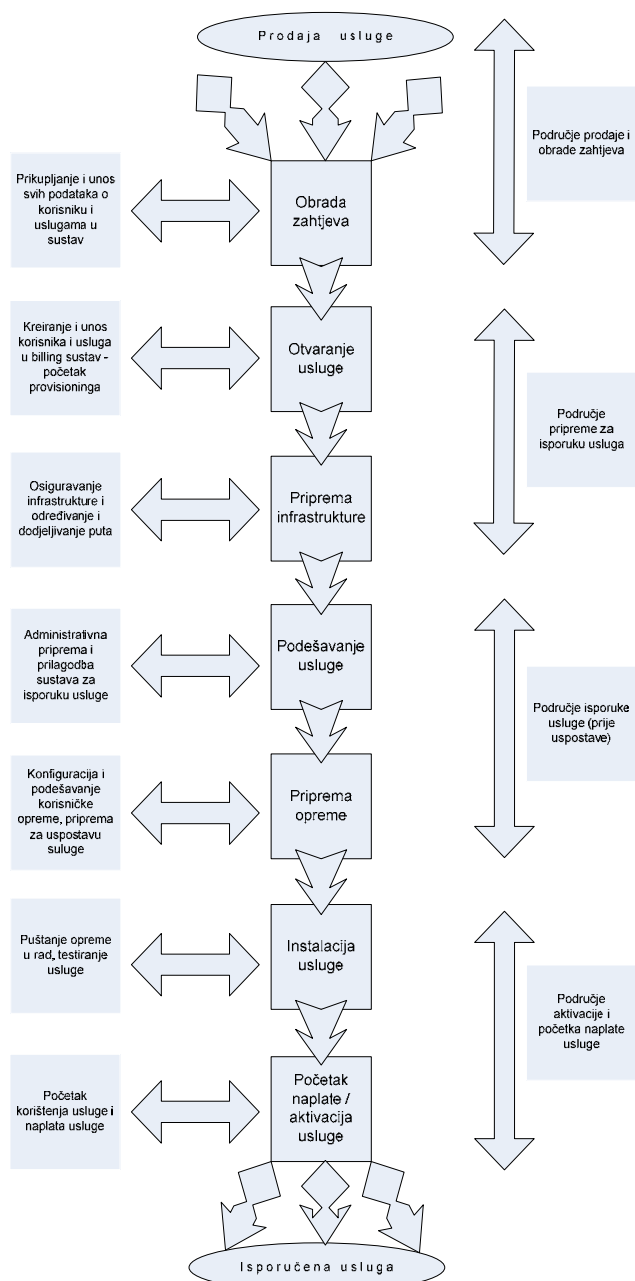 Prodaja usluge
Područje prodaje i
obrade zahtjeva
Prikupljanje i unos
svih podataka o
korisniku i
uslugama u
sustav
Obrada
zahtjeva
Kreiranje i unos
korisnika i usluga
u billing sustav -
početak
provisioninga
Otvaranje
usluge
Područje
pripreme za
isporuku usluga
Osiguravanje
infrastrukture i
određivanje i
dodjeljivanje puta
Priprema
infrastrukture
Administrativna
priprema i
prilagodba
sustava za
isporuku usluge
Podešavanje
usluge
Područje isporuke
usluge (prije
uspostave)
Konfiguracija i
podešavanje
korisničke
opreme, priprema
za uspostavu
suluge
Priprema
opreme
Puštanje opreme
u rad, testiranje
usluge
Instalacija
usluge
Područje
aktivacije i
početka naplate
usluge
Početak
korištenja usluge i
naplata usluge
Početak
naplate /
aktivacija
usluge
Isporučena usluga